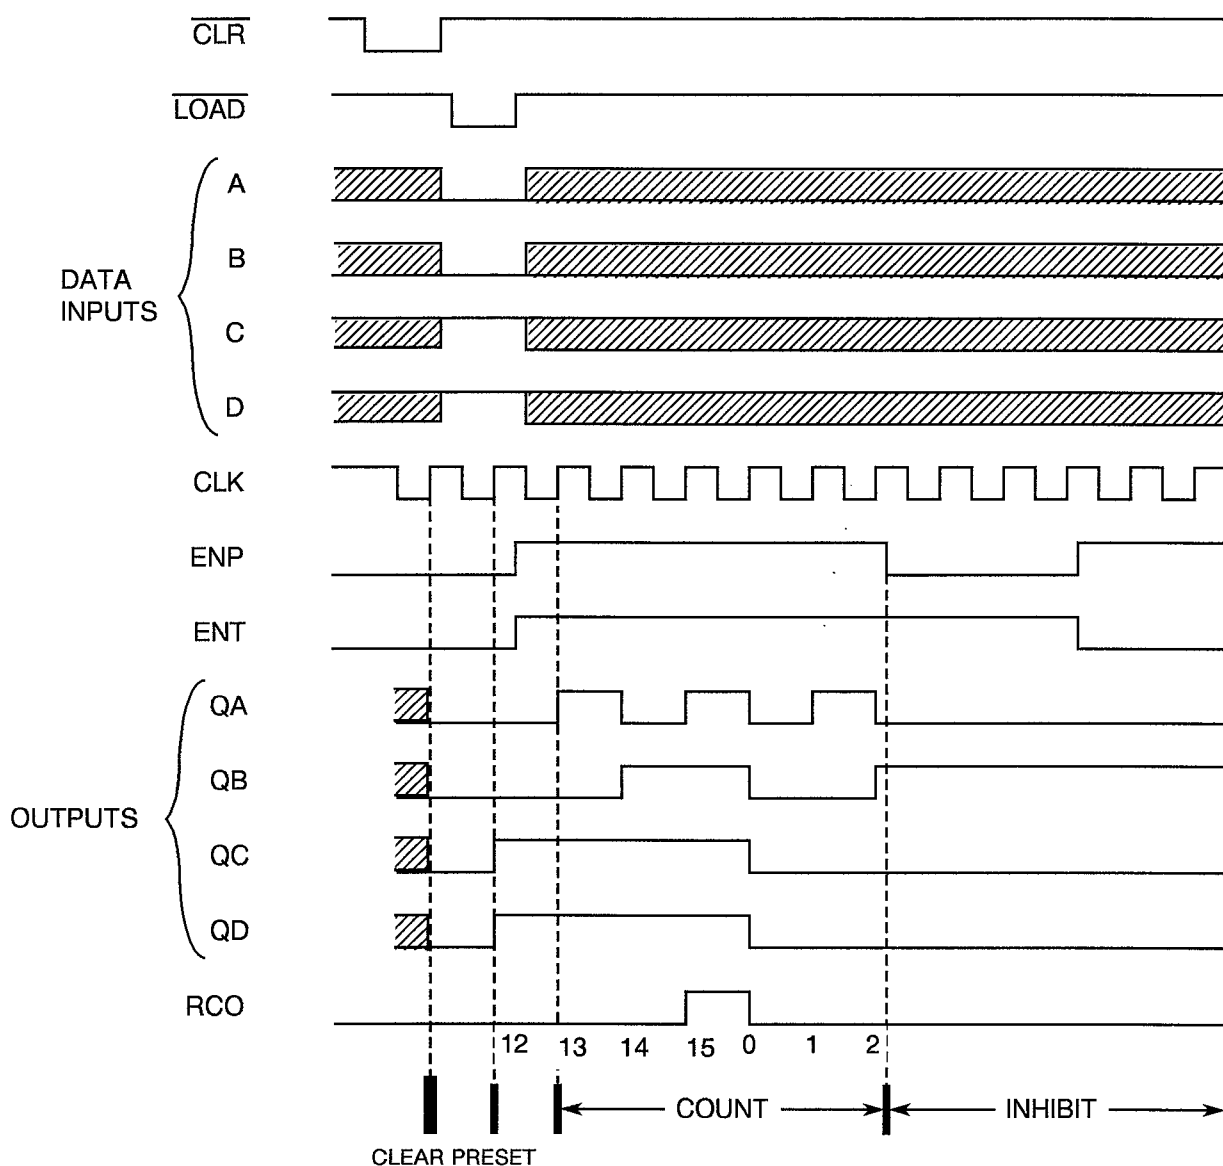 CLR
LOAD
A
B
DATA
INPUTS
C
D
CLK
ENP
ENT
QA
QB
OUTPUTS
QC
QD
RCO
12 13 14 15 0 1 2
COUNT INHIBIT
CLEAR PRESET